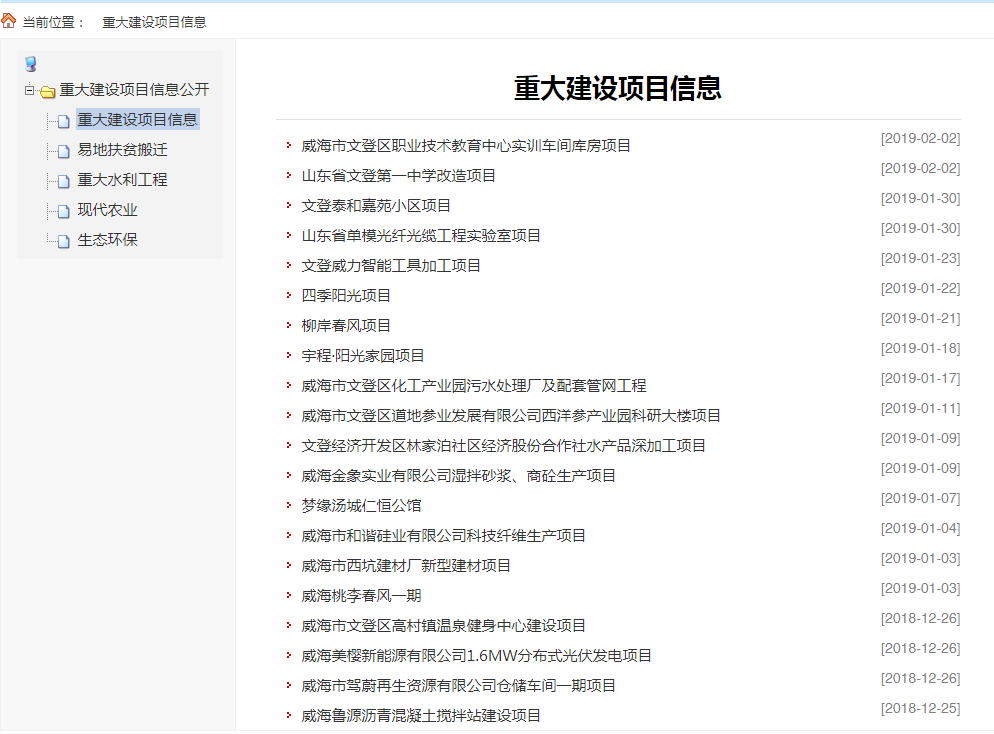 当前位置： 重大建设项目信息
重大建设项目信息公开
重大建设项目信息
易地扶贫搬迁
重大水利工程
现代农业
生态环保
重大建设项目信息
威海市文登区职业技术教育中心实训车间库房项目 [2019-02-02]
山东省文登第一中学改造项目 [2019-02-02]
文登泰和嘉苑小区项目 [2019-01-30]
山东省单模光纤光缆工程实验室项目 [2019-01-30]
文登威力智能工具加工项目 [2019-01-23]
四季阳光项目 [2019-01-22]
柳岸春风项目 [2019-01-21]
宇程·阳光家园项目 [2019-01-18]
威海市文登区化工产业园污水处理厂及配套管网工程 [2019-01-17]
威海市文登区道地参业发展有限公司西洋参产业园科研大楼项目 [2019-01-11]
文登经济开发区林家泊社区经济股份合作社水产品深加工项目 [2019-01-09]
威海金象实业有限公司湿拌砂浆、商砼生产项目 [2019-01-09]
梦缘汤城仁恒公馆 [2019-01-07]
威海市和谐硅业有限公司科技纤维生产项目 [2019-01-04]
威海市西坑建材厂新型建材项目 [2019-01-03]
威海桃李春风一期 [2019-01-03]
威海市文登区高村镇温泉健身中心建设项目 [2018-12-26]
威海美樱新能源有限公司1.6MW分布式光伏发电项目 [2018-12-26]
威海市驾蔚再生资源有限公司仓储车间一期项目 [2018-12-26]
威海鲁源沥青混凝土搅拌站建设项目 [2018-12-25]